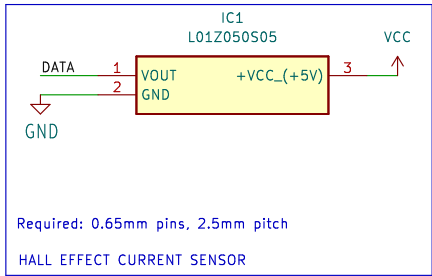 IC1
L01Z050S05
VCC
DATA
1
VOUT
+VCC_(+5V)
3
2
GND
GND
Required: 0.65mm pins, 2.5mm pitch
HALL EFFECT CURRENT SENSOR